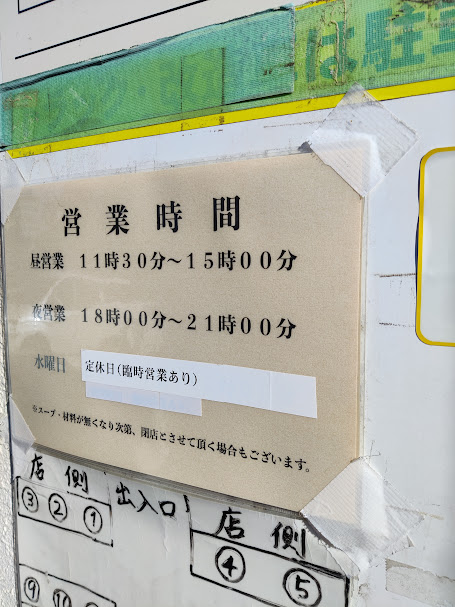 は駐
営業時間
昼営業 11時30分～15時00分
夜営業 18時00分～21時00分
水曜日 定休日(臨時営業あり)
※スープ・材料が無くなり次第、閉店とさせて頂く場合もございます。
店側
③②①
出入口
店側
④⑤
⑨⑩